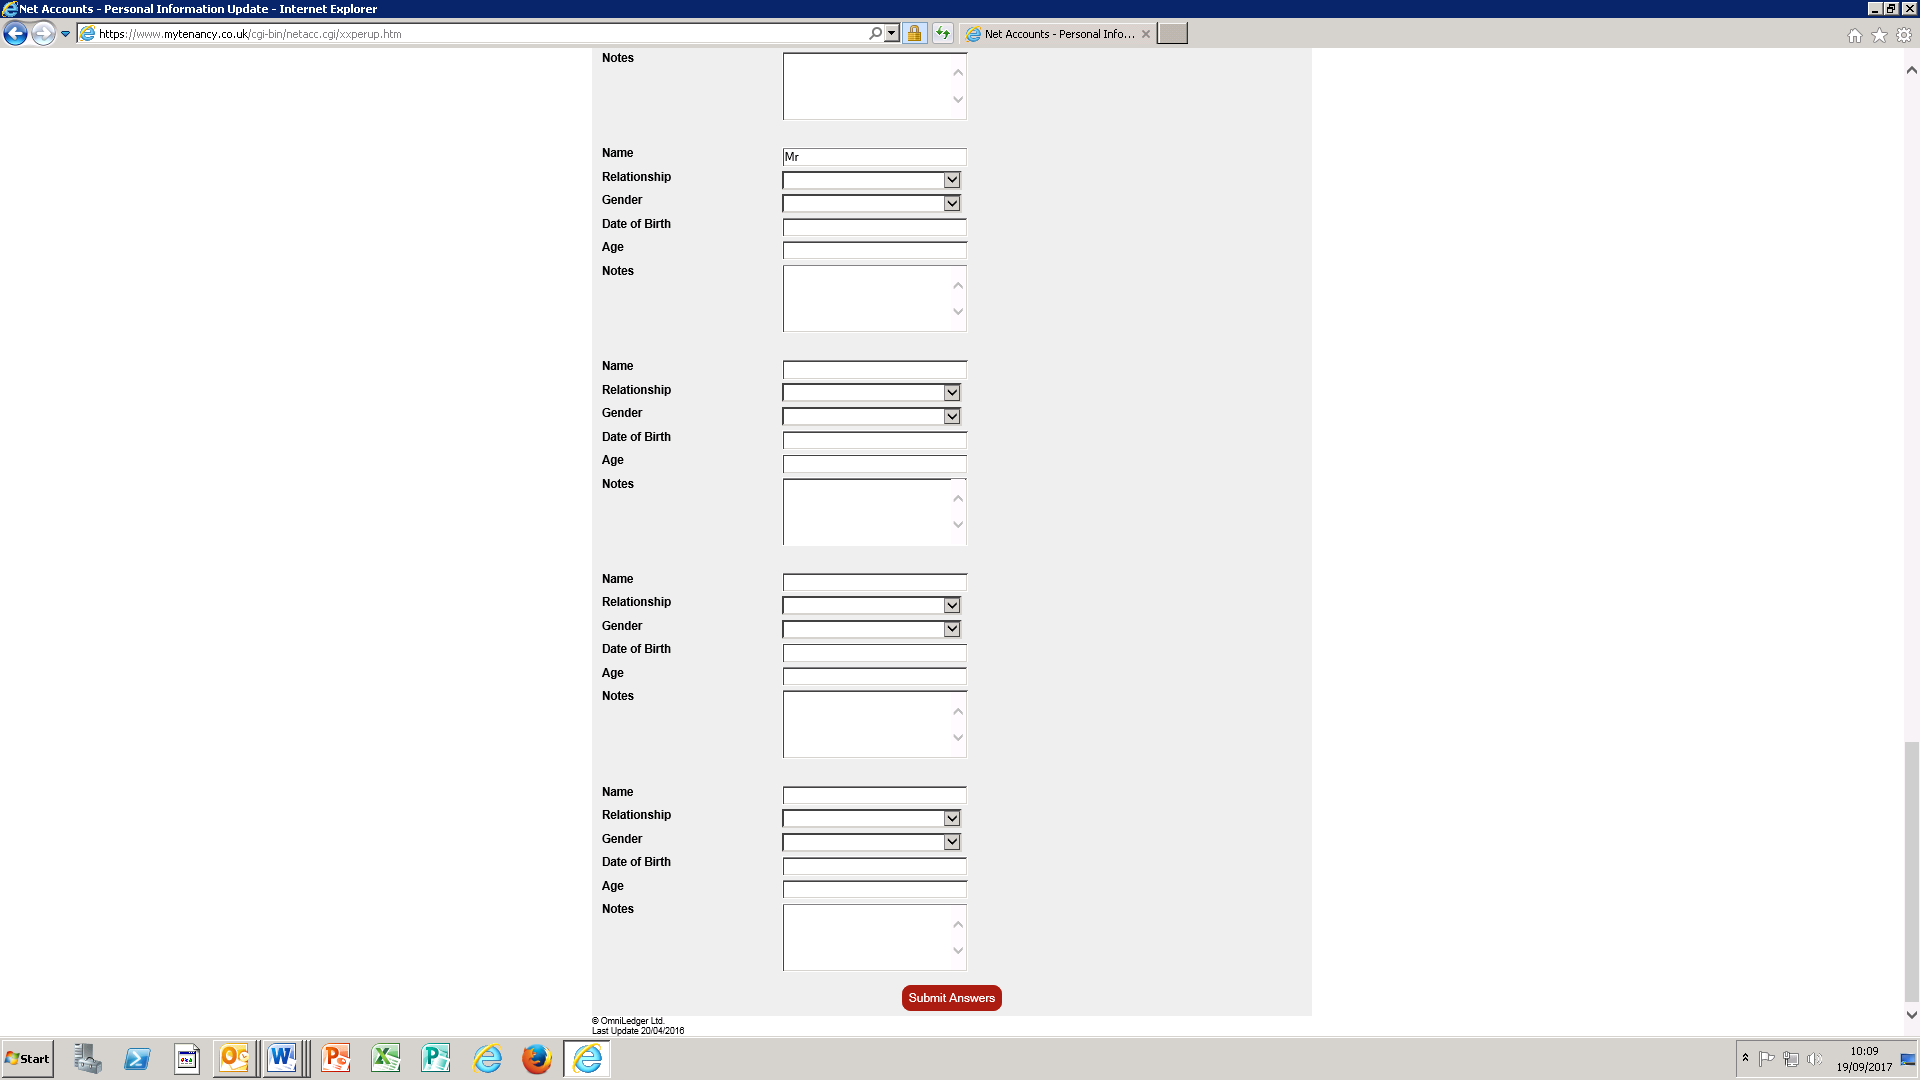 Net Accounts - Personal Information Update - Internet Explorer
https://www.mytenancy.co.uk/cgi-bin/netacc.cgi/xxperup.htm
Net Accounts - Personal Info...
Notes
Name
Mr
Relationship
Gender
Date of Birth
Age
Notes
Name
Relationship
Gender
Date of Birth
Age
Notes
Name
Relationship
Gender
Date of Birth
Age
Notes
Name
Relationship
Gender
Date of Birth
Age
Notes
Submit Answers
© OmniLedger Ltd.
Last Update 20/04/2016
Start
10:09
19/09/2017